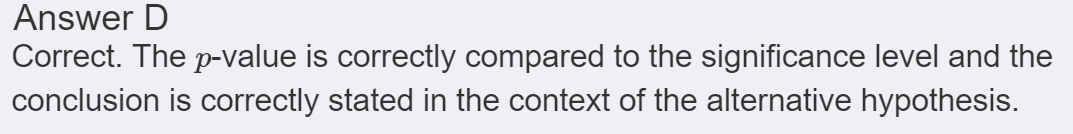 Answer D
Correct. The p-value is correctly compared to the significance level and the
conclusion is correctly stated in the context of the alternative hypothesis.